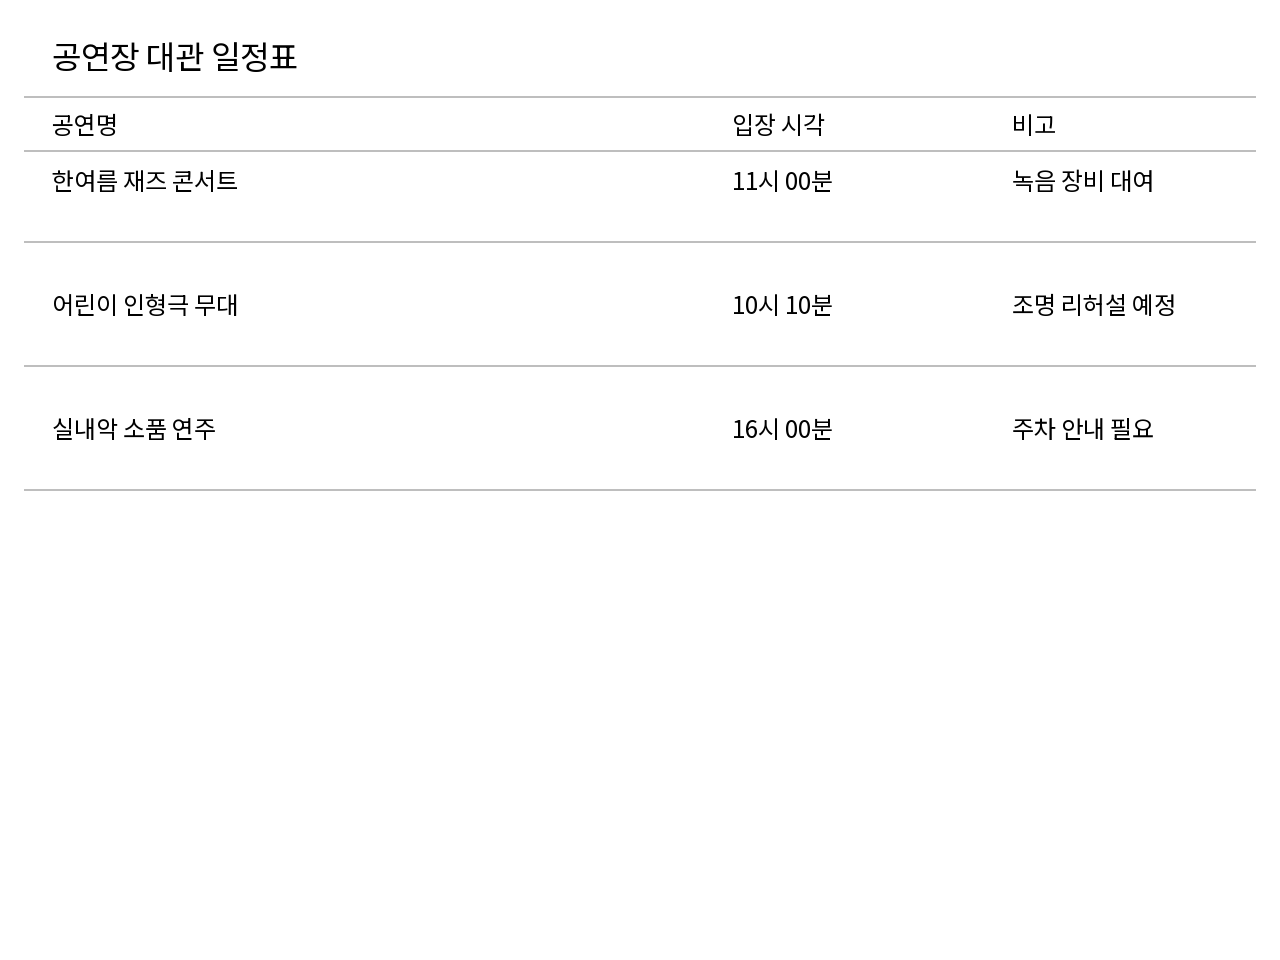 공연장 대관 일정표
공연명 입장 시각 비고
한여름 재즈 콘서트 11시 00분 녹음 장비 대여
어린이 인형극 무대 10시 10분 조명 리허설 예정
실내악 소품 연주 16시 00분 주차 안내 필요